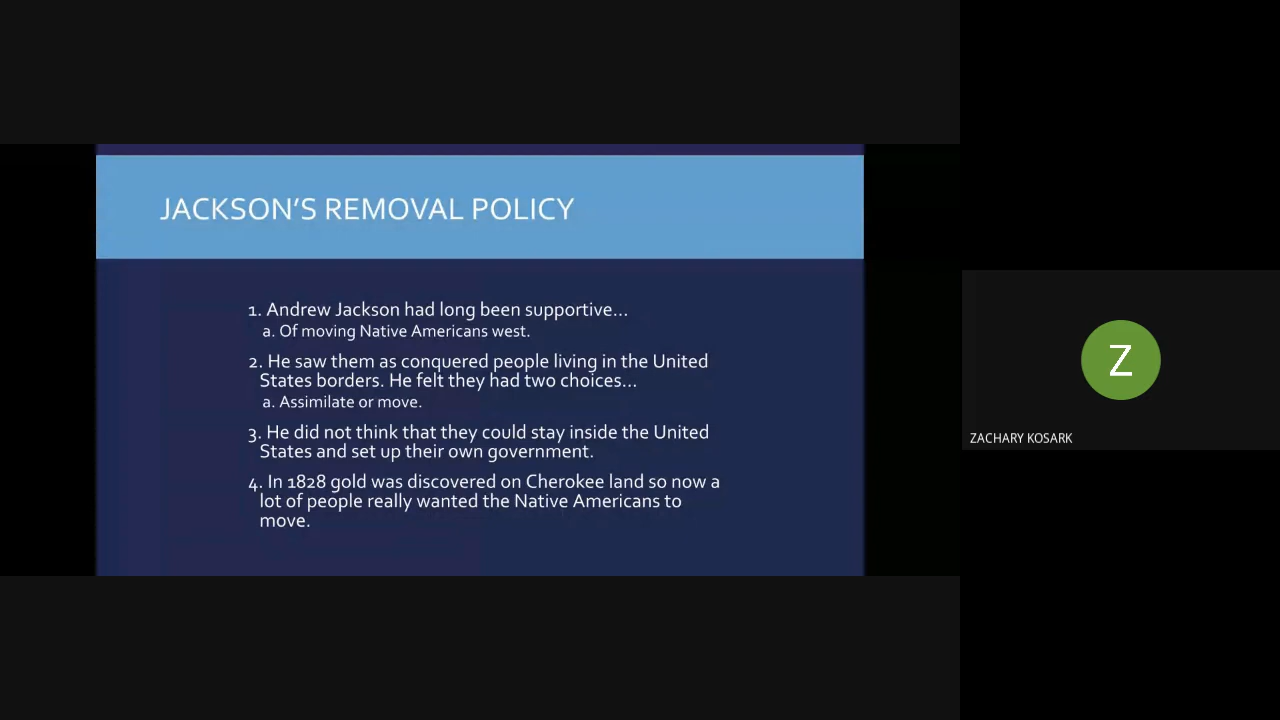 JACKSON'S REMOVAL POLICY
1. Andrew Jackson had long been supportive...
a. Of moving Native Americans west.
2. He saw them as conquered people living in the United
States borders. He felt they had two choices...
a. Assimilate or move.
3. He did not think that they could stay inside the United
States and set up their own government.
4. In 1828 gold was discovered on Cherokee land so now a
lot of people really wanted the Native Americans to
move.
Z
ZACHARY KOSARK